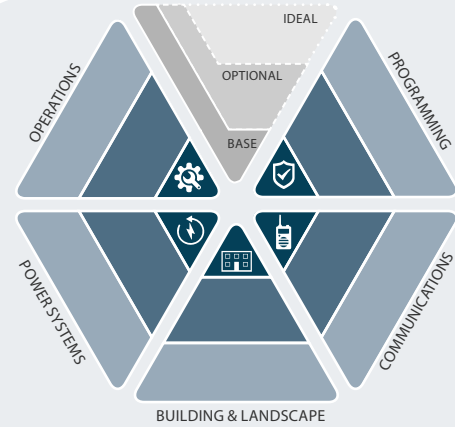 IDEAL
OPTIONAL
BASE
OPERATIONS
PROGRAMMING
POWER SYSTEMS
COMMUNICATIONS
BUILDING & LANDSCAPE